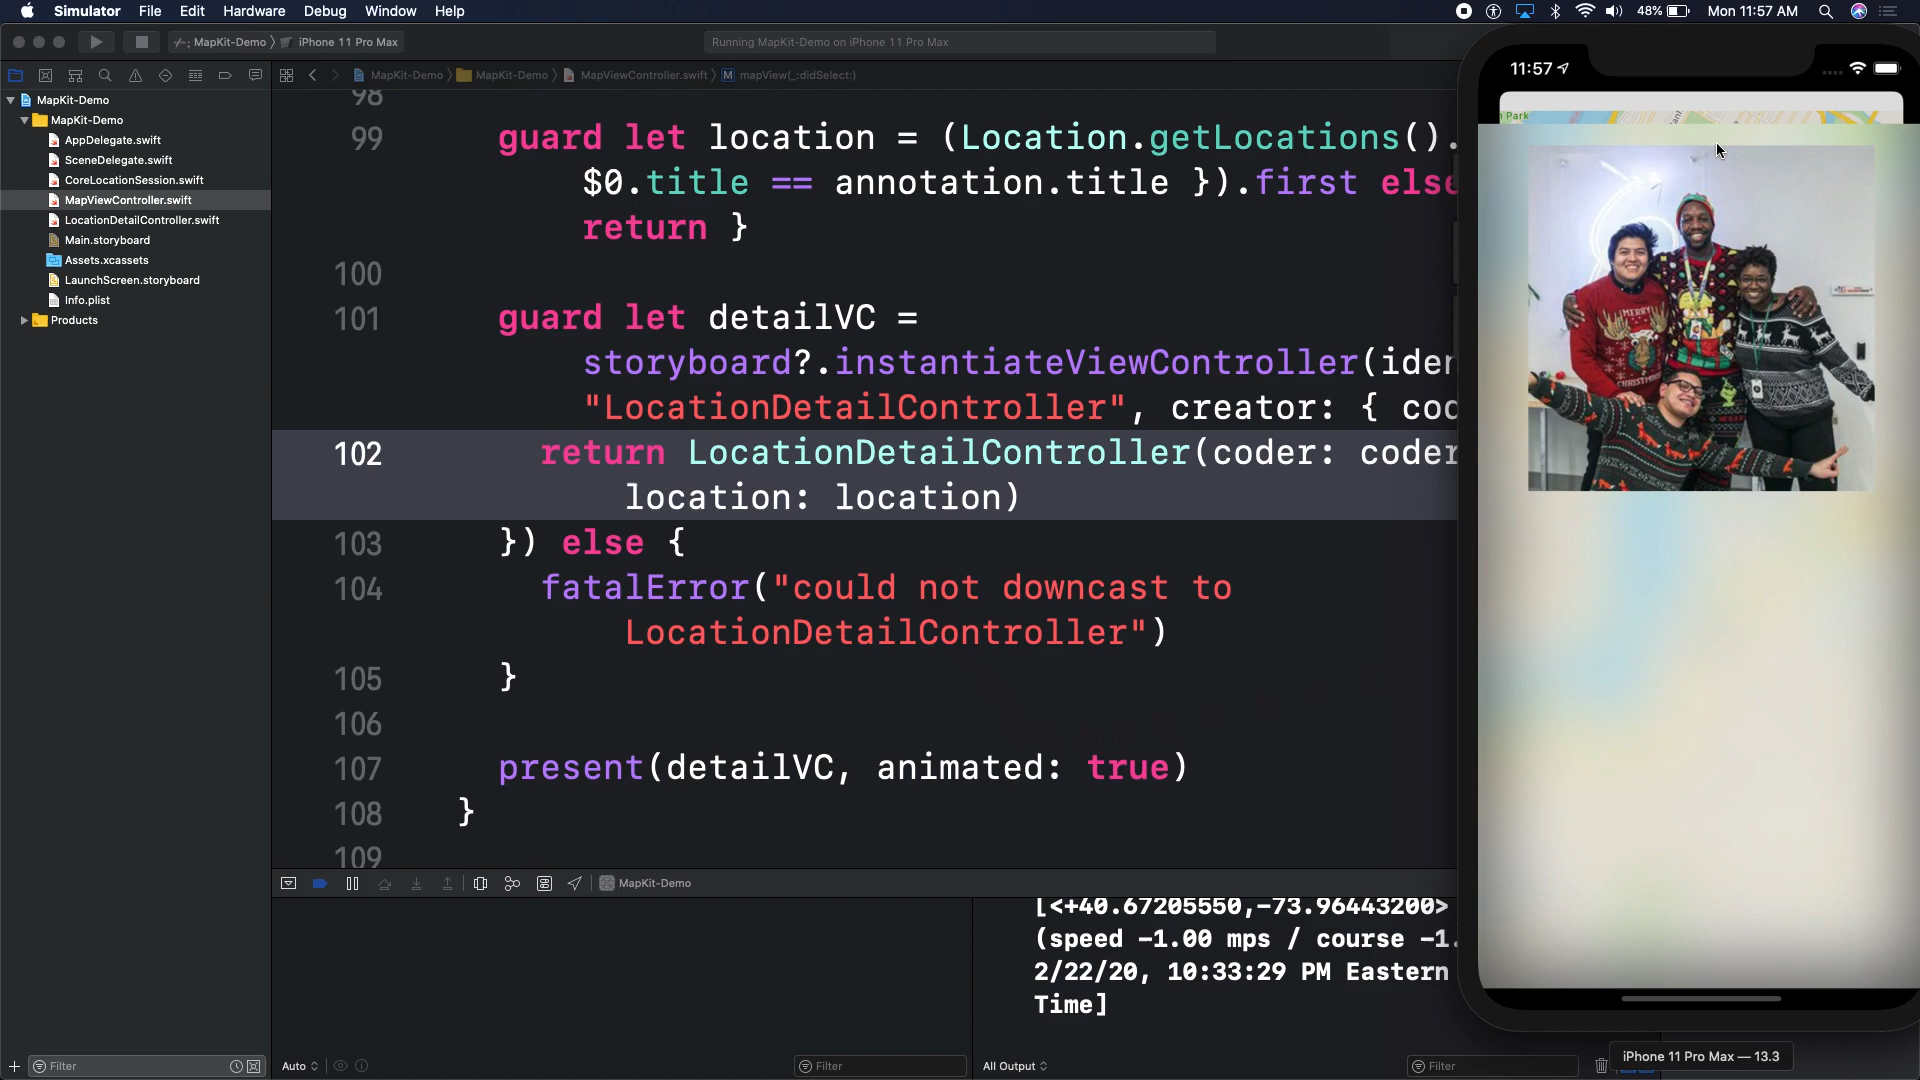 Simulator File Edit Hardware Debug Window Help
48% Mon 11:57 AM
MapKit-Demo iPhone 11 Pro Max
Running MapKit-Demo on iPhone 11 Pro Max
MapKit-Demo MapKit-Demo MapViewController.swift M mapView(_:didSelect:)
MapKit-Demo
MapKit-Demo
AppDelegate.swift
SceneDelegate.swift
CoreLocationSession.swift
MapViewController.swift
LocationDetailController.swift
Main.storyboard
Assets.xcassets
LaunchScreen.storyboard
Info.plist
Products
98
99 guard let location = (Location.getLocations().
$0.title == annotation.title }).first else
return }
100
101 guard let detailVC =
storyboard?.instantiateViewController(iden
"LocationDetailController", creator: { cod
102 return LocationDetailController(coder: coder
location: location)
103 }) else {
104 fatalError("could not downcast to
LocationDetailController")
105 }
106
107 present(detailVC, animated: true)
108 }
109
MapKit-Demo
[<+40.67205550,-73.96443200>
(speed -1.00 mps / course -1.
2/22/20, 10:33:29 PM Eastern
Time]
Filter
Auto
Filter
All Output
Filter
11:57
n Park
MERRY
CHRISTMAS
iPhone 11 Pro Max — 13.3